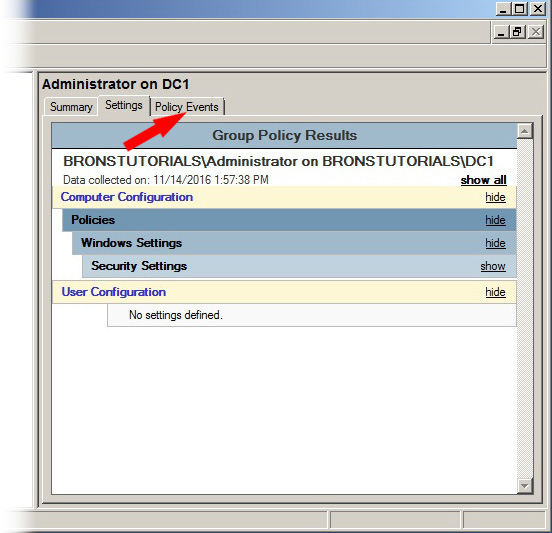 Administrator on DC1
Summary Settings Policy Events
Group Policy Results
BRONSTUTORIALS\Administrator on BRONSTUTORIALS\DC1
Data collected on: 11/14/2016 1:57:38 PM show all
Computer Configuration hide
Policies hide
Windows Settings hide
Security Settings show
User Configuration hide
No settings defined.